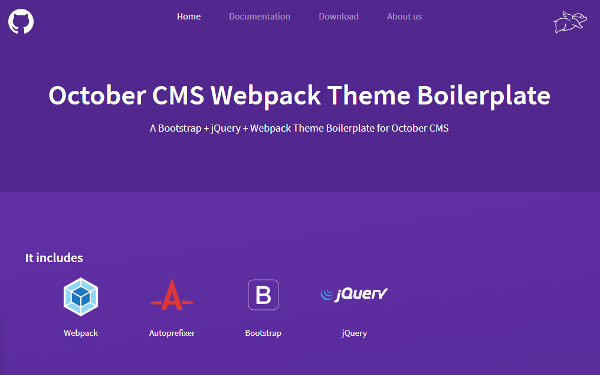 Home Documentation Download About us
October CMS Webpack Theme Boilerplate
A Bootstrap + jQuery + Webpack Theme Boilerplate for October CMS
It includes
B jQuery
Webpack Autoprefixer Bootstrap jQuery